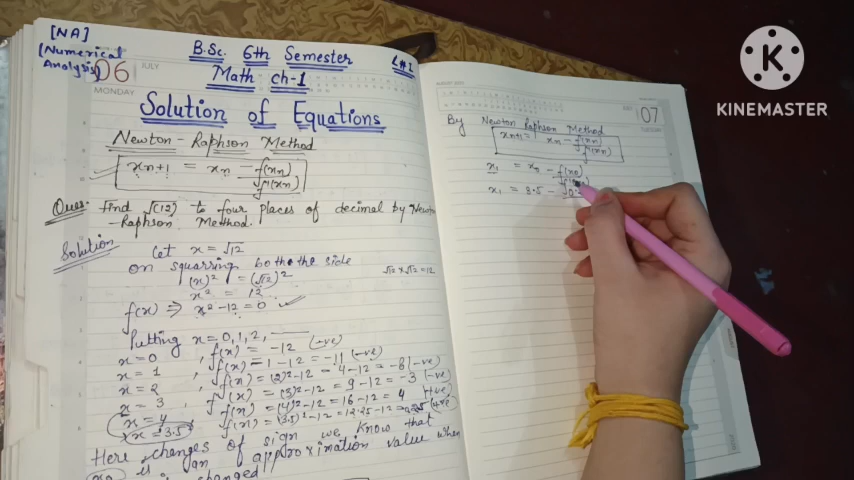 [NA]
(Numerical
Analysis)
06
JULY
MONDAY
B.Sc. 6th Semester
L#1
Math ch-1
Solution of Equations
Newton-Raphson Method
xn+1 = xn - f(xn)
f'(xn)
Ques: Find √(12) to four places of decimal by Newton
-Raphson Method.
Solution
Let x = √12
on squarring both the side
(x)² = (√12)²
√12 x √12 = 12
x² = 12
f(x) ⇒ x² - 12 = 0
Putting x = 0, 1, 2,
x = 0 , f(x) = -12 (-ve)
x = 1 , f(x) = 1 - 12 = -11 (-ve)
x = 2 , f(x) = (2)² - 12 = 4 - 12 = -8 (-ve)
x = 3 , f(x) = (3)² - 12 = 9 - 12 = -3 (-ve)
x = 4 f(x) = (4)² - 12 = 16 - 12 = 4 (+ve)
x = 3.5 f(x) = (3.5)² - 12 = 12.25 - 12 = 0.25 (+ve)
Here changes of sign we know that
x0 is an approximation value when
is changed
07
TUESDAY
By Newton Raphson Method
xn+1 = xn - f(xn)
f'(xn)
x1 = xn - f(x0)
x1 = 3.5 -
KINEMASTER